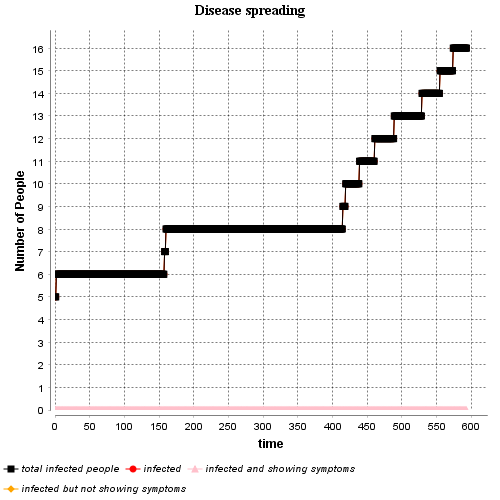 Disease spreading
16
15
14
13
12
11
10
9
8
7
6
5
4
3
2
1
0
Number of People
0 50 100 150 200 250 300 350 400 450 500 550 600
time
total infected people infected infected and showing symptoms
infected but not showing symptoms